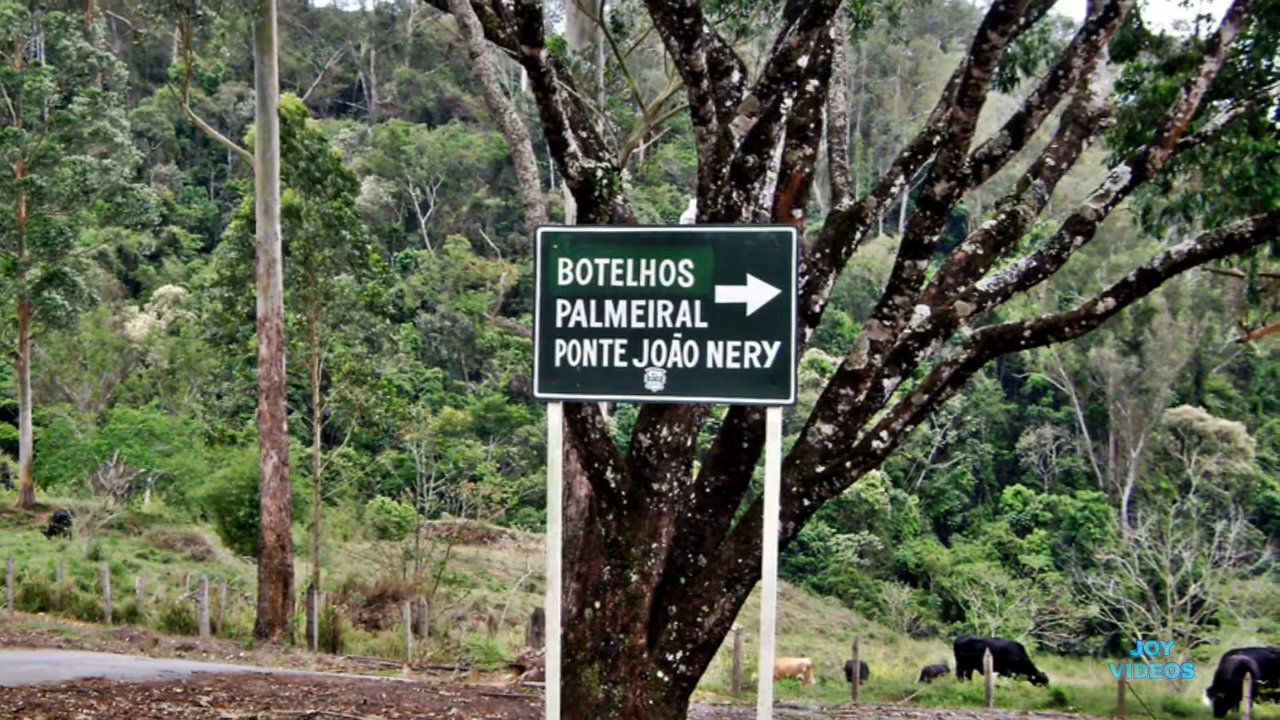 BOTELHOS
PALMEIRAL
PONTE JOÃO NERY
JOY
VIDEOS